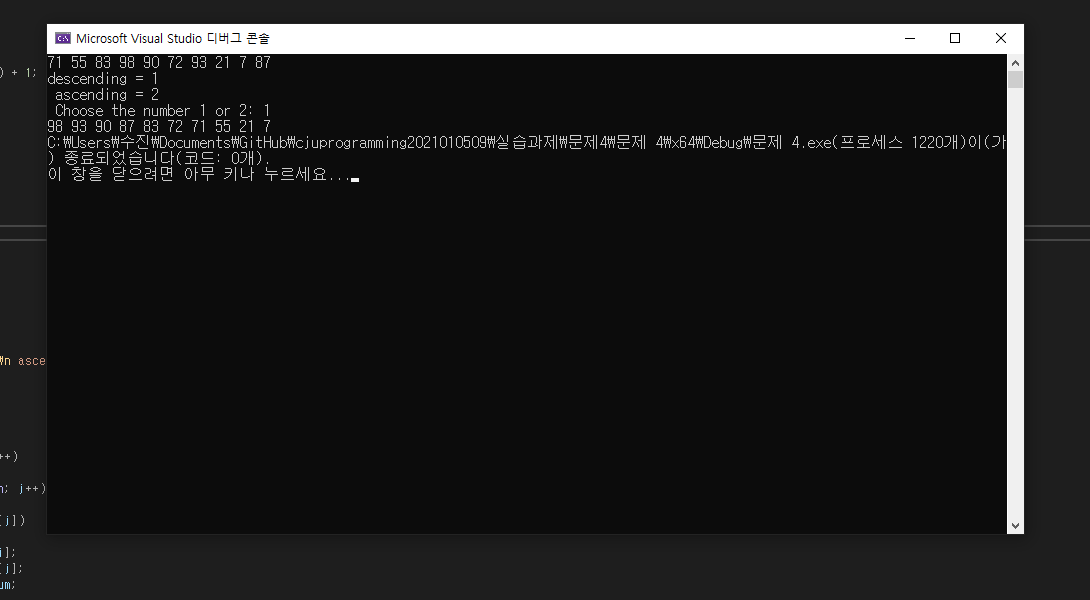 Microsoft Visual Studio 디버그 콘솔
71 55 83 98 90 72 93 21 7 87
descending = 1
ascending = 2
Choose the number 1 or 2: 1
98 93 90 87 83 72 71 55 21 7
C:₩Users₩수진₩Documents₩GitHub₩cjuprogramming2021010509₩실습과제₩문제4₩문제 4₩x64₩Debug₩문제 4.exe(프로세스 1220개)이(가
) 종료되었습니다(코드: 0개).
이 창을 닫으려면 아무 키나 누르세요...
) + 1;
₩n asce
++)
n; j++)
[j])
i];
[j];
um;